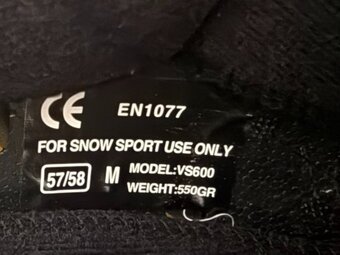 CE EN1077
FOR SNOW SPORT USE ONLY
57/58 M MODEL:VS600
WEIGHT:550GR